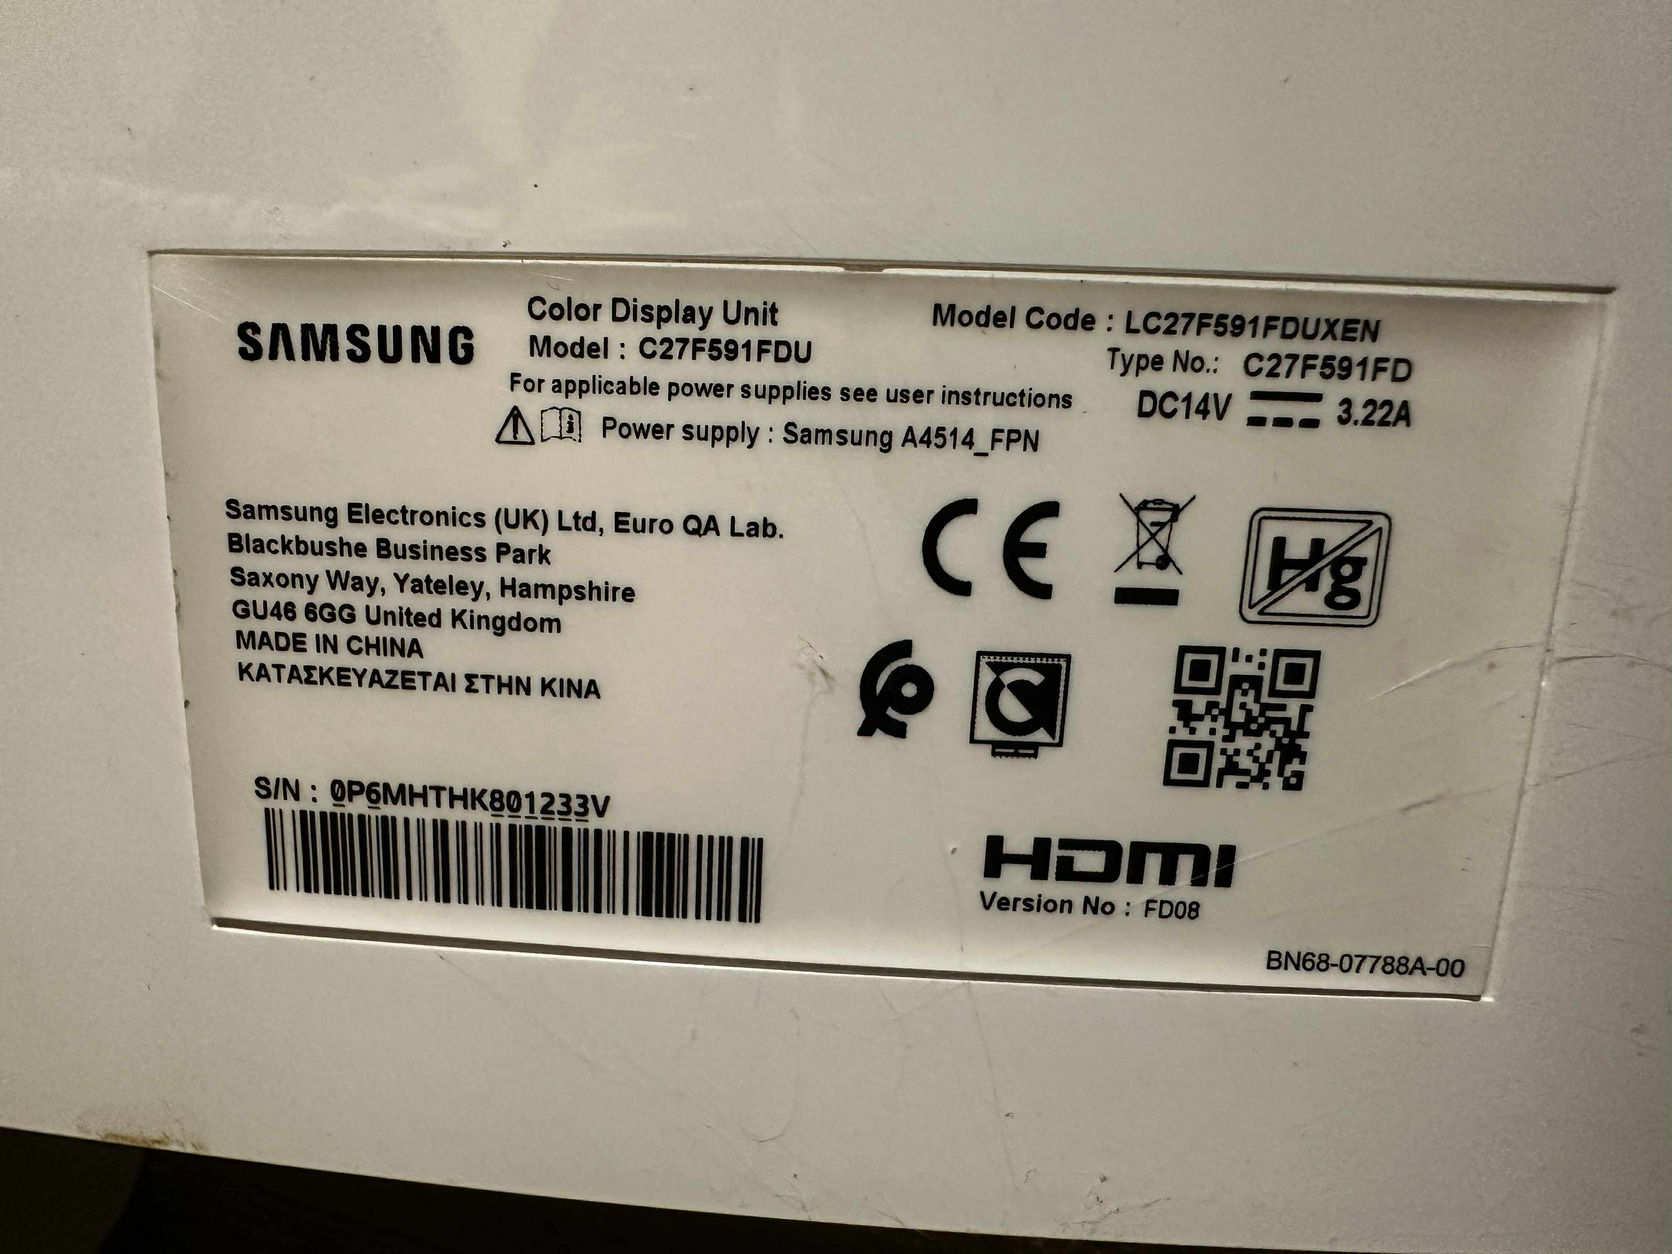 SAMSUNG
Color Display Unit
Model : C27F591FDU
For applicable power supplies see user instructions
Power supply : Samsung A4514_FPN
Model Code : LC27F591FDUXEN
Type No.: C27F591FD
DC14V 3.22A
Samsung Electronics (UK) Ltd, Euro QA Lab.
Blackbushe Business Park
Saxony Way, Yateley, Hampshire
GU46 6GG United Kingdom
MADE IN CHINA
ΚΑΤΑΣΚΕΥΑΖΕΤΑΙ ΣΤΗΝ ΚΙΝΑ
CE
Hg
S/N : 0P6MHTHK801233V
HDMI
Version No : FD08
BN68-07788A-00